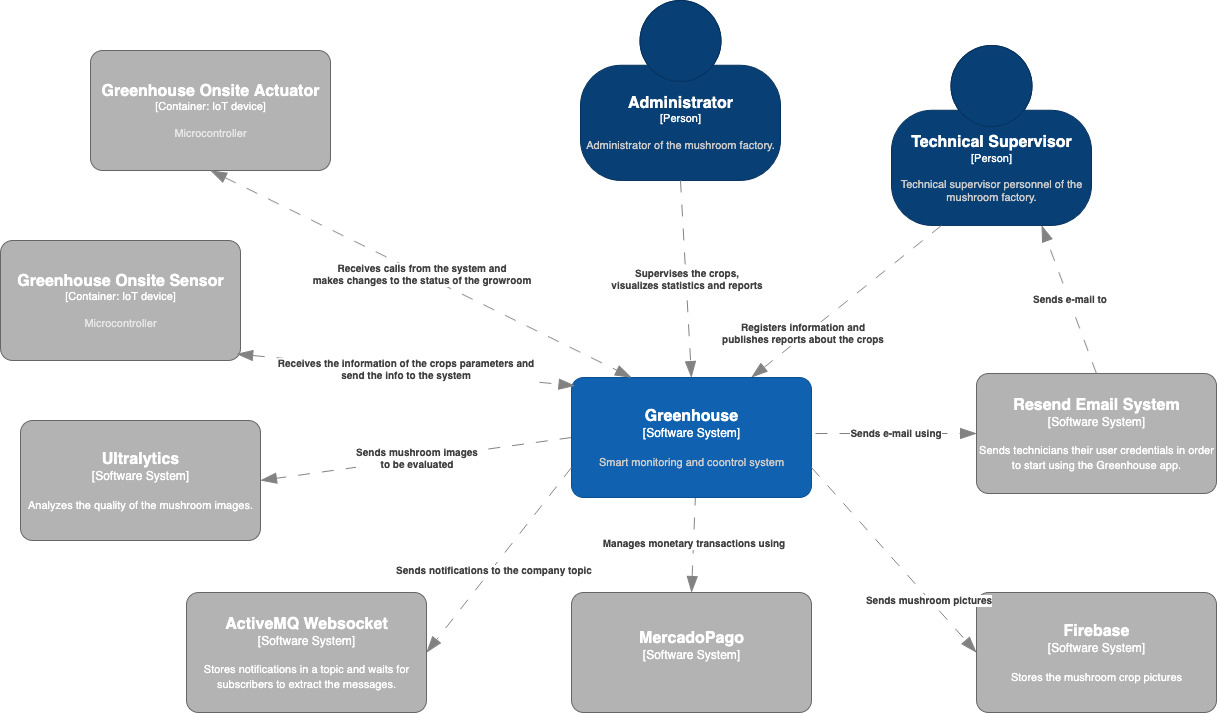 Greenhouse Onsite Actuator
[Container: IoT device]
Microcontroller
Administrator
[Person]
Administrator of the mushroom factory.
Technical Supervisor
[Person]
Technical supervisor personnel of the
mushroom factory.
Greenhouse Onsite Sensor
[Container: IoT device]
Microcontroller
Receives calls from the system and
makes changes to the status of the growroom
Supervises the crops,
visualizes statistics and reports
Sends e-mail to
Registers information and
publishes reports about the crops
Receives the information of the crops parameters and
send the info to the system
Greenhouse
[Software System]
Smart monitoring and coontrol system
Sends e-mail using
Resend Email System
[Software System]
Sends technicians their user credentials in order
to start using the Greenhouse app.
Ultralytics
[Software System]
Analyzes the quality of the mushroom images.
Sends mushroom images
to be evaluated
Sends notifications to the company topic
Manages monetary transactions using
Sends mushroom pictures
ActiveMQ Websocket
[Software System]
Stores notifications in a topic and waits for
subscribers to extract the messages.
MercadoPago
[Software System]
Firebase
[Software System]
Stores the mushroom crop pictures